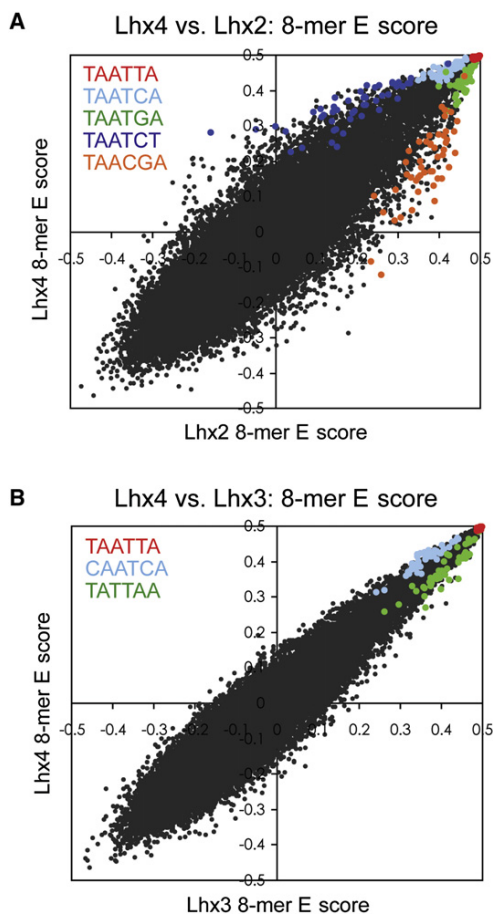 A
Lhx4 vs. Lhx2: 8-mer E score
TAATTA
TAATCA
TAATGA
TAATCT
TAACGA
0.5
0.4
0.3
0.2
0.1
0
-0.5 -0.4 -0.3 -0.2 -0.1 0 0.1 0.2 0.3 0.4 0.5
-0.1
-0.2
-0.3
-0.4
-0.5
Lhx4 8-mer E score
Lhx2 8-mer E score
B
Lhx4 vs. Lhx3: 8-mer E score
TAATTA
CAATCA
TATTAA
0.5
0.4
0.3
0.2
0.1
0
-0.5 -0.4 -0.3 -0.2 -0.1 0 0.1 0.2 0.3 0.4 0.5
-0.1
-0.2
-0.3
-0.4
-0.5
Lhx4 8-mer E score
Lhx3 8-mer E score